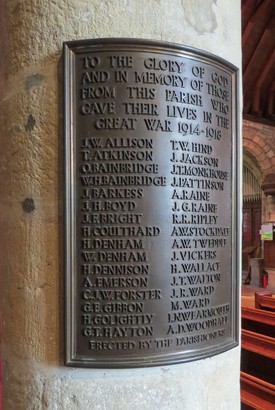 TO THE GLORY OF GOD
AND IN MEMORY OF THOSE
FROM THIS PARISH WHO
GAVE THEIR LIVES IN THE
GREAT WAR 1914-1918
J.W. ALLISON T.W. HIND
T. ATKINSON J. JACKSON
O. BAINBRIDGE J.T. MONKHOUSE
W.H. BAINBRIDGE J. PATTINSON
J. BARKESS A. RAINE
J.H. BOYD J.G. RAINE
J.F. BRIGHT R.R. RIPLEY
H. COULTHARD A.W. STOCKDALE
H. DENHAM A.W. TWEDDLE
W. DENHAM J. VICKERS
H. DENNISON H. WALLACE
A. EMERSON J.T. WALTON
C.J.W. FORSTER J.R. WARD
G.E. GIBBON M. WARD
H. GOLIGHTLY J.N. WEARMOUTH
G.T. HAYTON A.D. WOODHALL
ERECTED BY THE PARISHIONERS